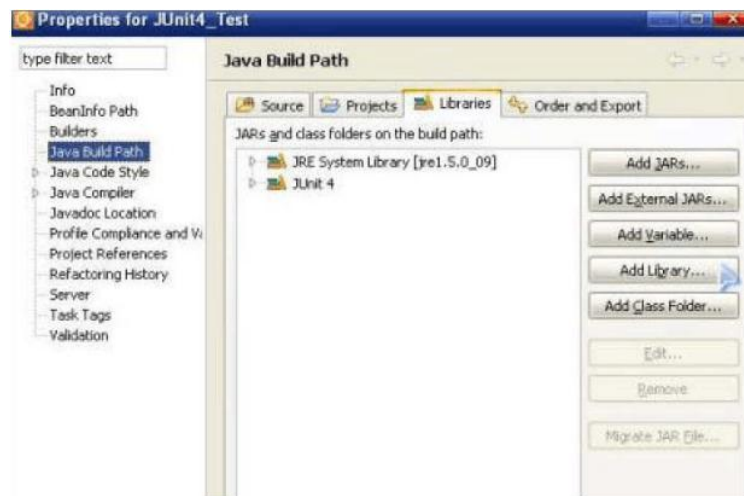 Properties for JUnit4_Test
type filter text
Info
BeanInfo Path
Builders
Java Build Path
Java Code Style
Java Compiler
Javadoc Location
Profile Compliance and
Project References
Refactoring History
Server
Task Tags
Validation
Java Build Path
Source Projects Libraries Order and Export
JARs and class folders on the build path:
JRE System Library [jre1.5.0_09]
JUnit 4
Add JARs...
Add External JARs...
Add Variable...
Add Library...
Add Class Folder...
Edit...
Remove
Migrate JAR File...